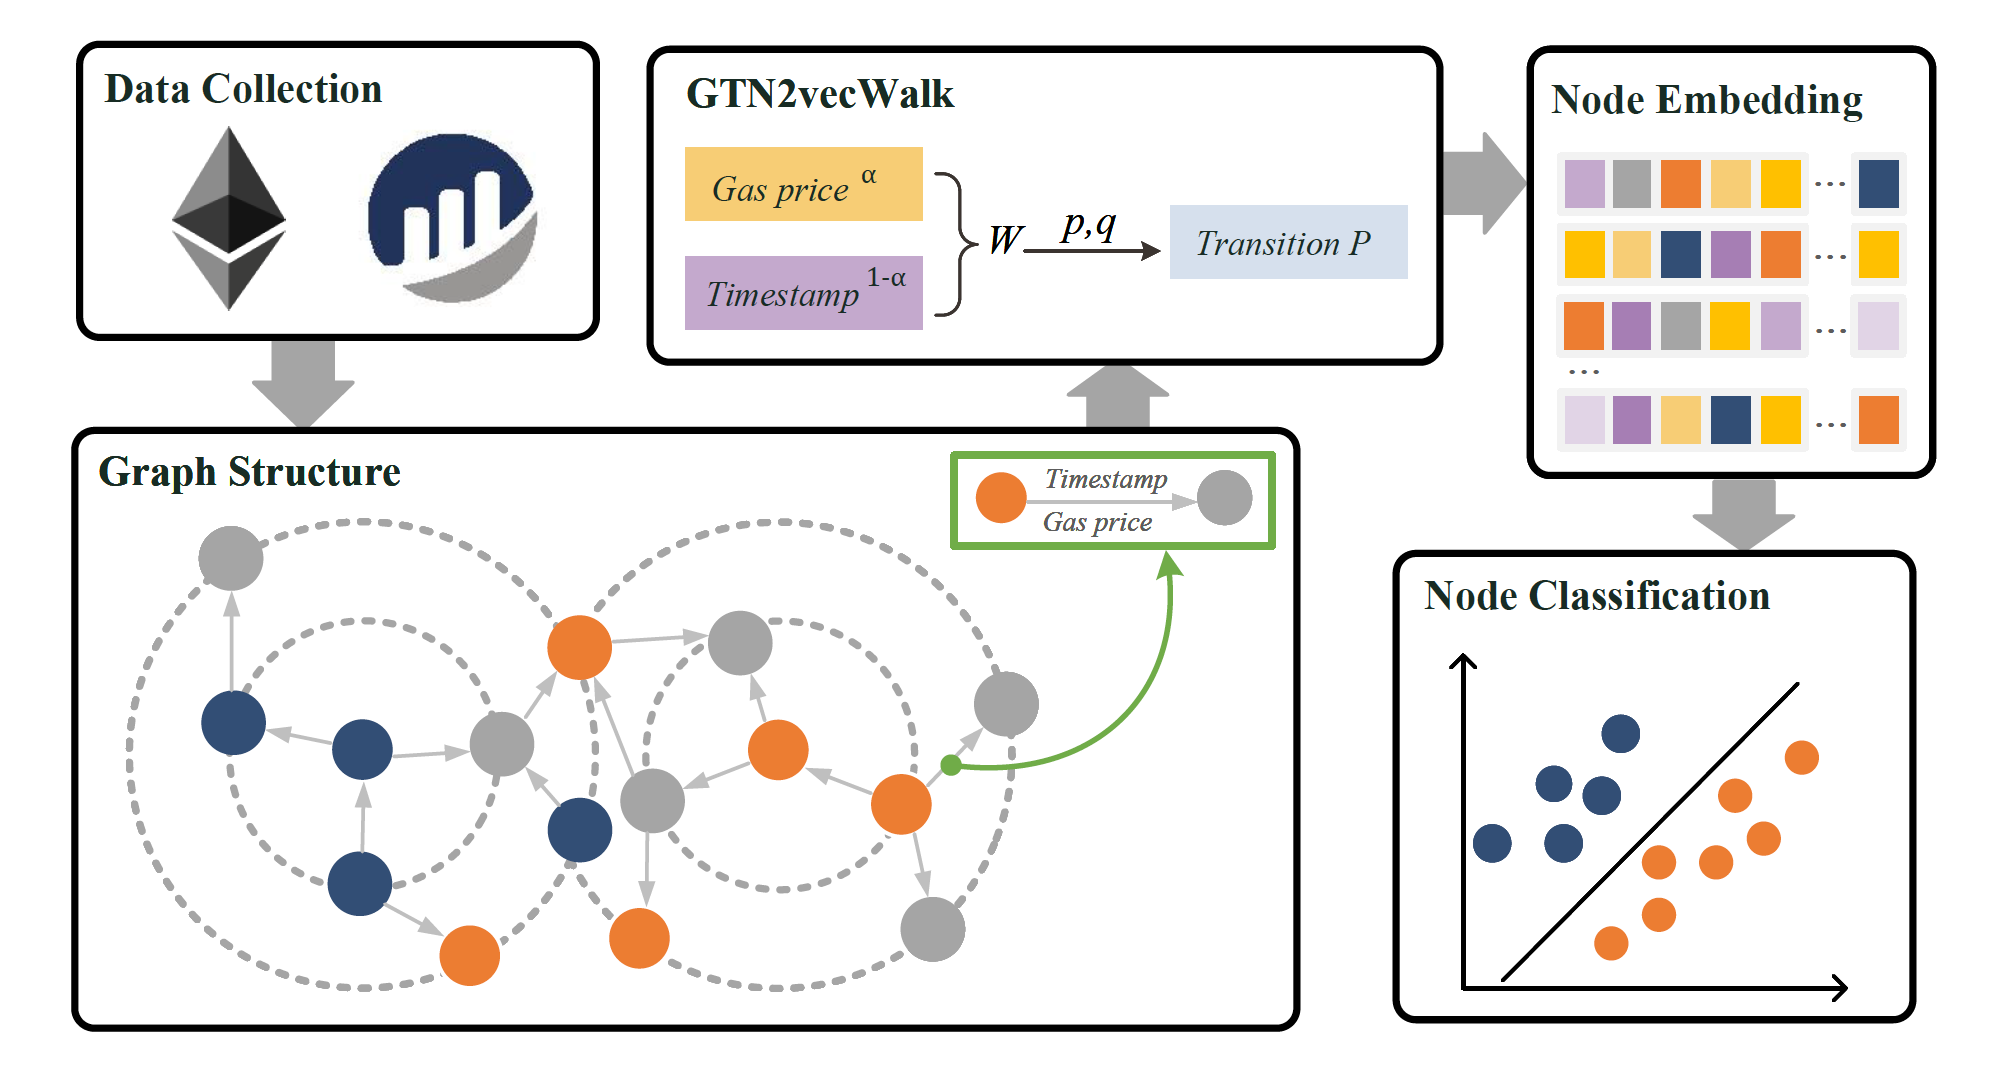 Data Collection
GTN2vecWalk
Gas price α
Timestamp 1-α
W
p,q
Transition P
Node Embedding
...
...
...
...
...
Graph Structure
Timestamp
Gas price
Node Classification